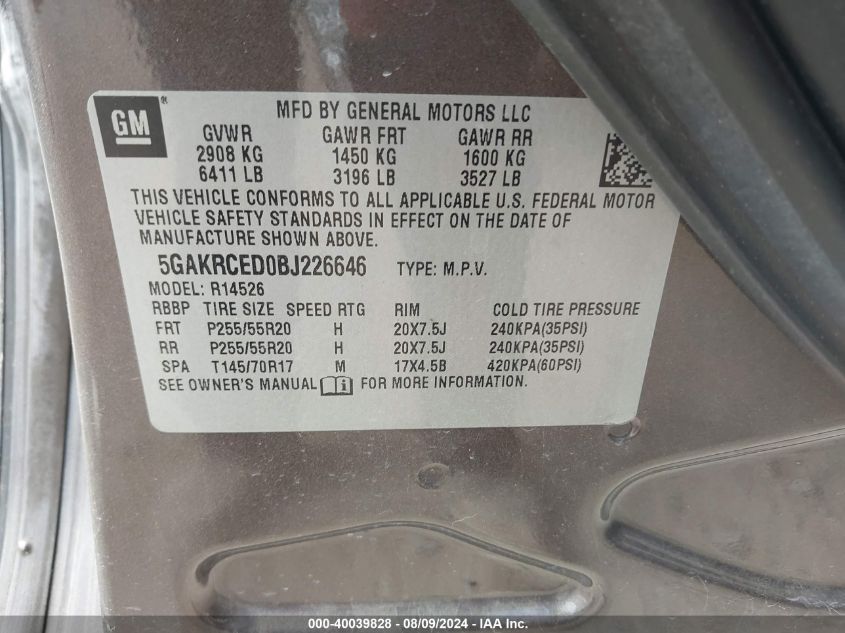 GM®
MFD BY GENERAL MOTORS LLC
GVWR GAWR FRT GAWR RR
2908 KG 1450 KG 1600 KG
6411 LB 3196 LB 3527 LB
THIS VEHICLE CONFORMS TO ALL APPLICABLE U.S. FEDERAL MOTOR
VEHICLE SAFETY STANDARDS IN EFFECT ON THE DATE OF
MANUFACTURE SHOWN ABOVE.
5GAKRCED0BJ226646 TYPE: M.P.V.
MODEL: R14526
RBBP TIRE SIZE SPEED RTG RIM COLD TIRE PRESSURE
FRT P255/55R20 H 20X7.5J 240KPA(35PSI)
RR P255/55R20 H 20X7.5J 240KPA(35PSI)
SPA T145/70R17 M 17X4.5B 420KPA(60PSI)
SEE OWNER'S MANUAL i FOR MORE INFORMATION.
000-40039828 - 08/09/2024 - IAA Inc.